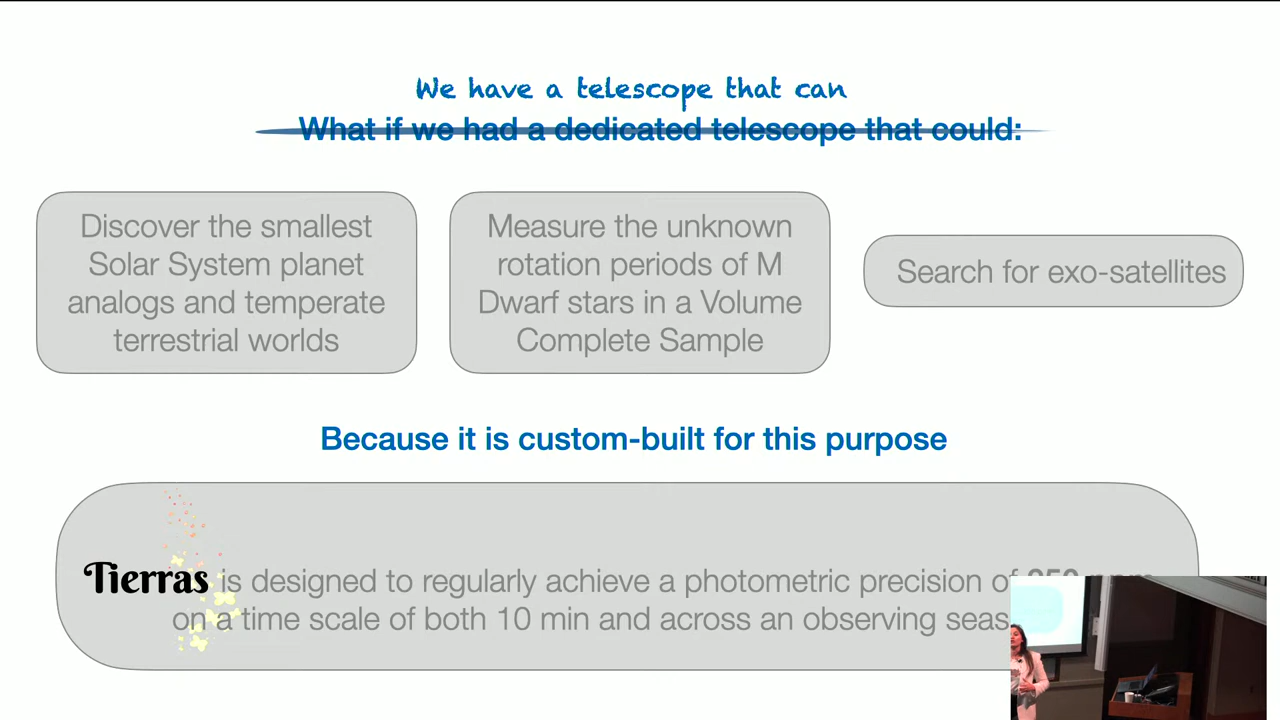 We have a telescope that can
What if we had a dedicated telescope that could:
Discover the smallest
Solar System planet
analogs and temperate
terrestrial worlds
Measure the unknown
rotation periods of M
Dwarf stars in a Volume
Complete Sample
Search for exo-satellites
Because it is custom-built for this purpose
Tierras is designed to regularly achieve a photometric precision of
on a time scale of both 10 min and across an observing seas